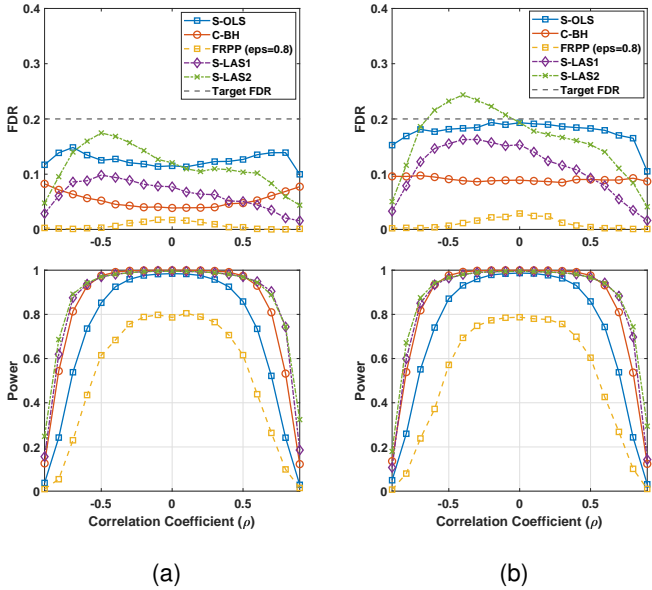 S-OLS
C-BH
FRPP (eps=0.8)
S-LAS1
S-LAS2
Target FDR
0.4
0.3
0.2
0.1
0
FDR
-0.5
0
0.5
1
0.8
0.6
0.4
0.2
0
Power
-0.5
0
0.5
Correlation Coefficient (ρ)
(a)
S-OLS
C-BH
FRPP (eps=0.8)
S-LAS1
S-LAS2
Target FDR
0.4
0.3
0.2
0.1
0
FDR
-0.5
0
0.5
1
0.8
0.6
0.4
0.2
0
Power
-0.5
0
0.5
Correlation Coefficient (ρ)
(b)